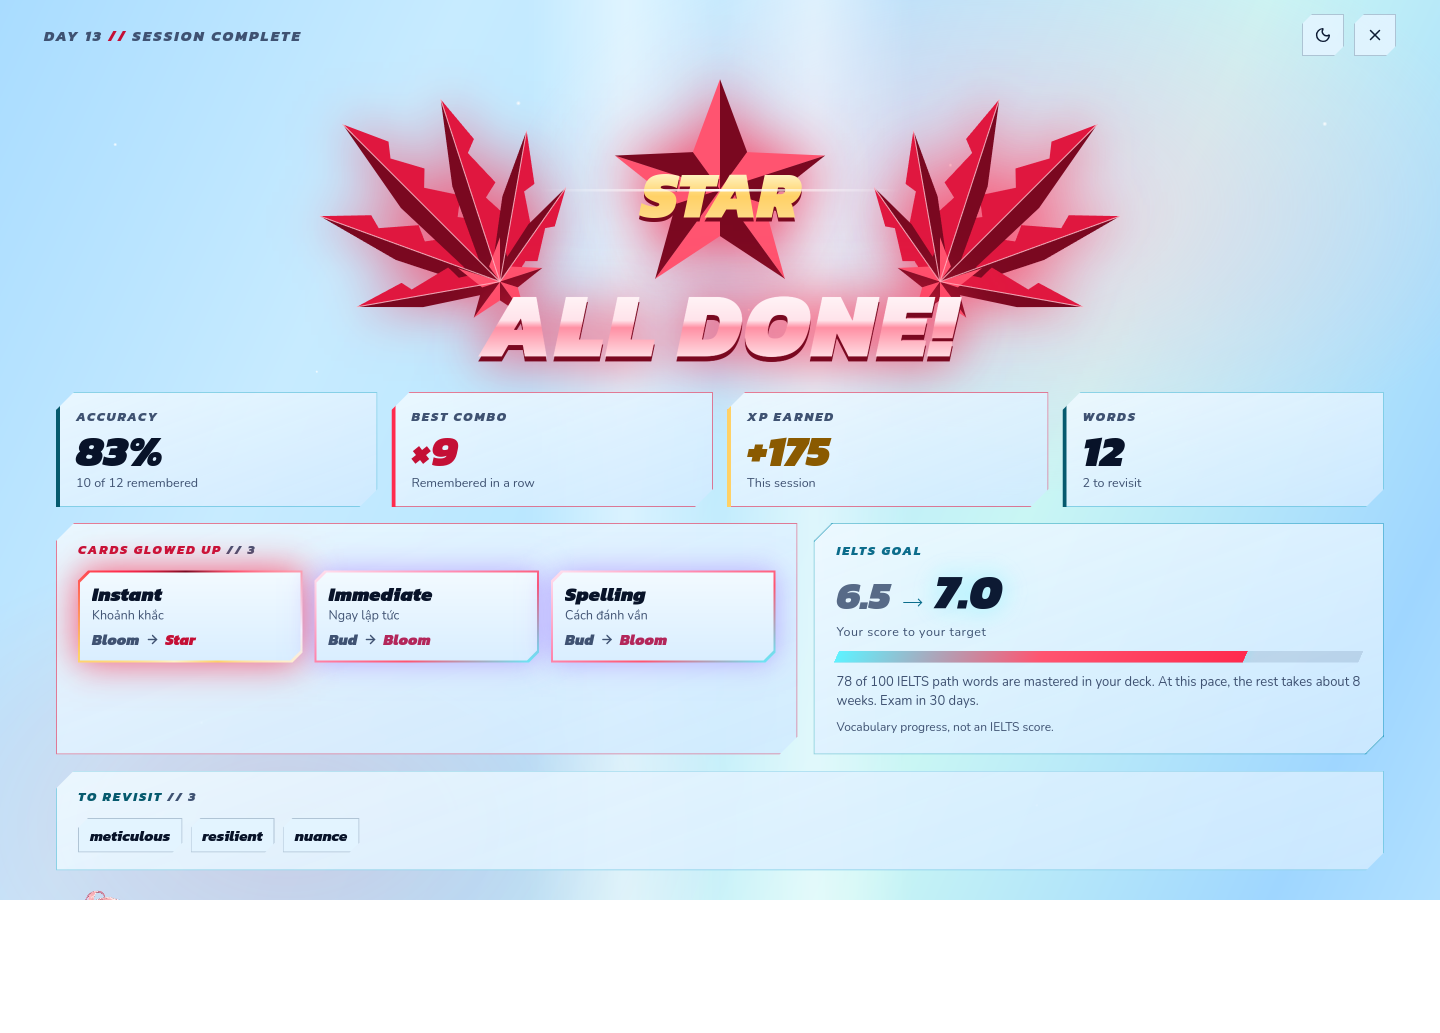 DAY 13 // SESSION COMPLETE
STAR
ALL DONE!
ACCURACY
83%
10 of 12 remembered
BEST COMBO
×9
Remembered in a row
XP EARNED
+175
This session
WORDS
12
2 to revisit
CARDS GLOWED UP // 3
Instant
Khoảnh khắc
Bloom → Star
Immediate
Ngay lập tức
Bud → Bloom
Spelling
Cách đánh vần
Bud → Bloom
IELTS GOAL
6.5 → 7.0
Your score to your target
78 of 100 IELTS path words are mastered in your deck. At this pace, the rest takes about 8
weeks. Exam in 30 days.
Vocabulary progress, not an IELTS score.
TO REVISIT // 3
meticulous
resilient
nuance